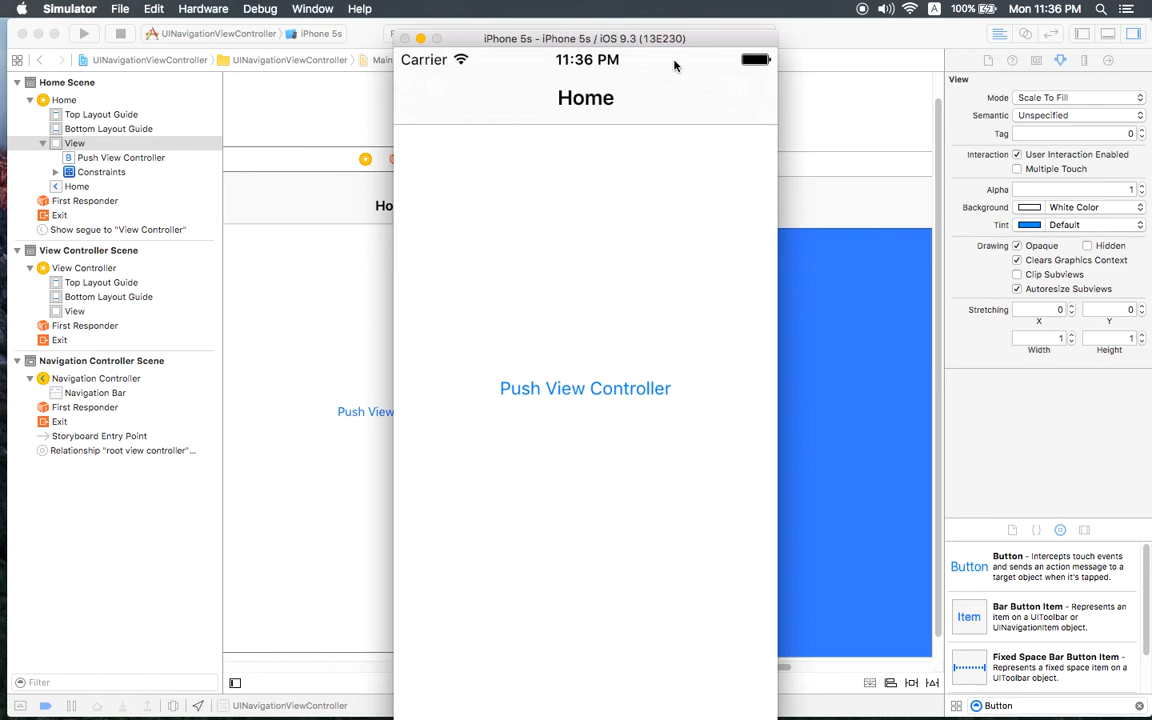 Simulator File Edit Hardware Debug Window Help
A 100% Mon 11:36 PM
UINavigationViewController iPhone 5s
UINavigationViewController UINavigationViewController Main
Home Scene
Home
Top Layout Guide
Bottom Layout Guide
View
Push View Controller
Constraints
Home
First Responder
Exit
Show segue to "View Controller"
View Controller Scene
View Controller
Top Layout Guide
Bottom Layout Guide
View
First Responder
Exit
Navigation Controller Scene
Navigation Controller
Navigation Bar
First Responder
Exit
Storyboard Entry Point
Relationship "root view controller"...
Filter
Push View
UINavigationViewController
iPhone 5s - iPhone 5s / iOS 9.3 (13E230)
Carrier 11:36 PM
Home
Push View Controller
View
Mode Scale To Fill
Semantic Unspecified
Tag 0
Interaction User Interaction Enabled
Multiple Touch
Alpha 1
Background White Color
Tint Default
Drawing Opaque Hidden
Clears Graphics Context
Clip Subviews
Autoresize Subviews
Stretching 0 0
X Y
1 1
Width Height
Button
Button - Intercepts touch events
and sends an action message to a
target object when it's tapped.
Item
Bar Button Item - Represents an
item on a UIToolbar or
UINavigationItem object.
Fixed Space Bar Button Item -
Represents a fixed space item on a
UIToolbar object.
Button